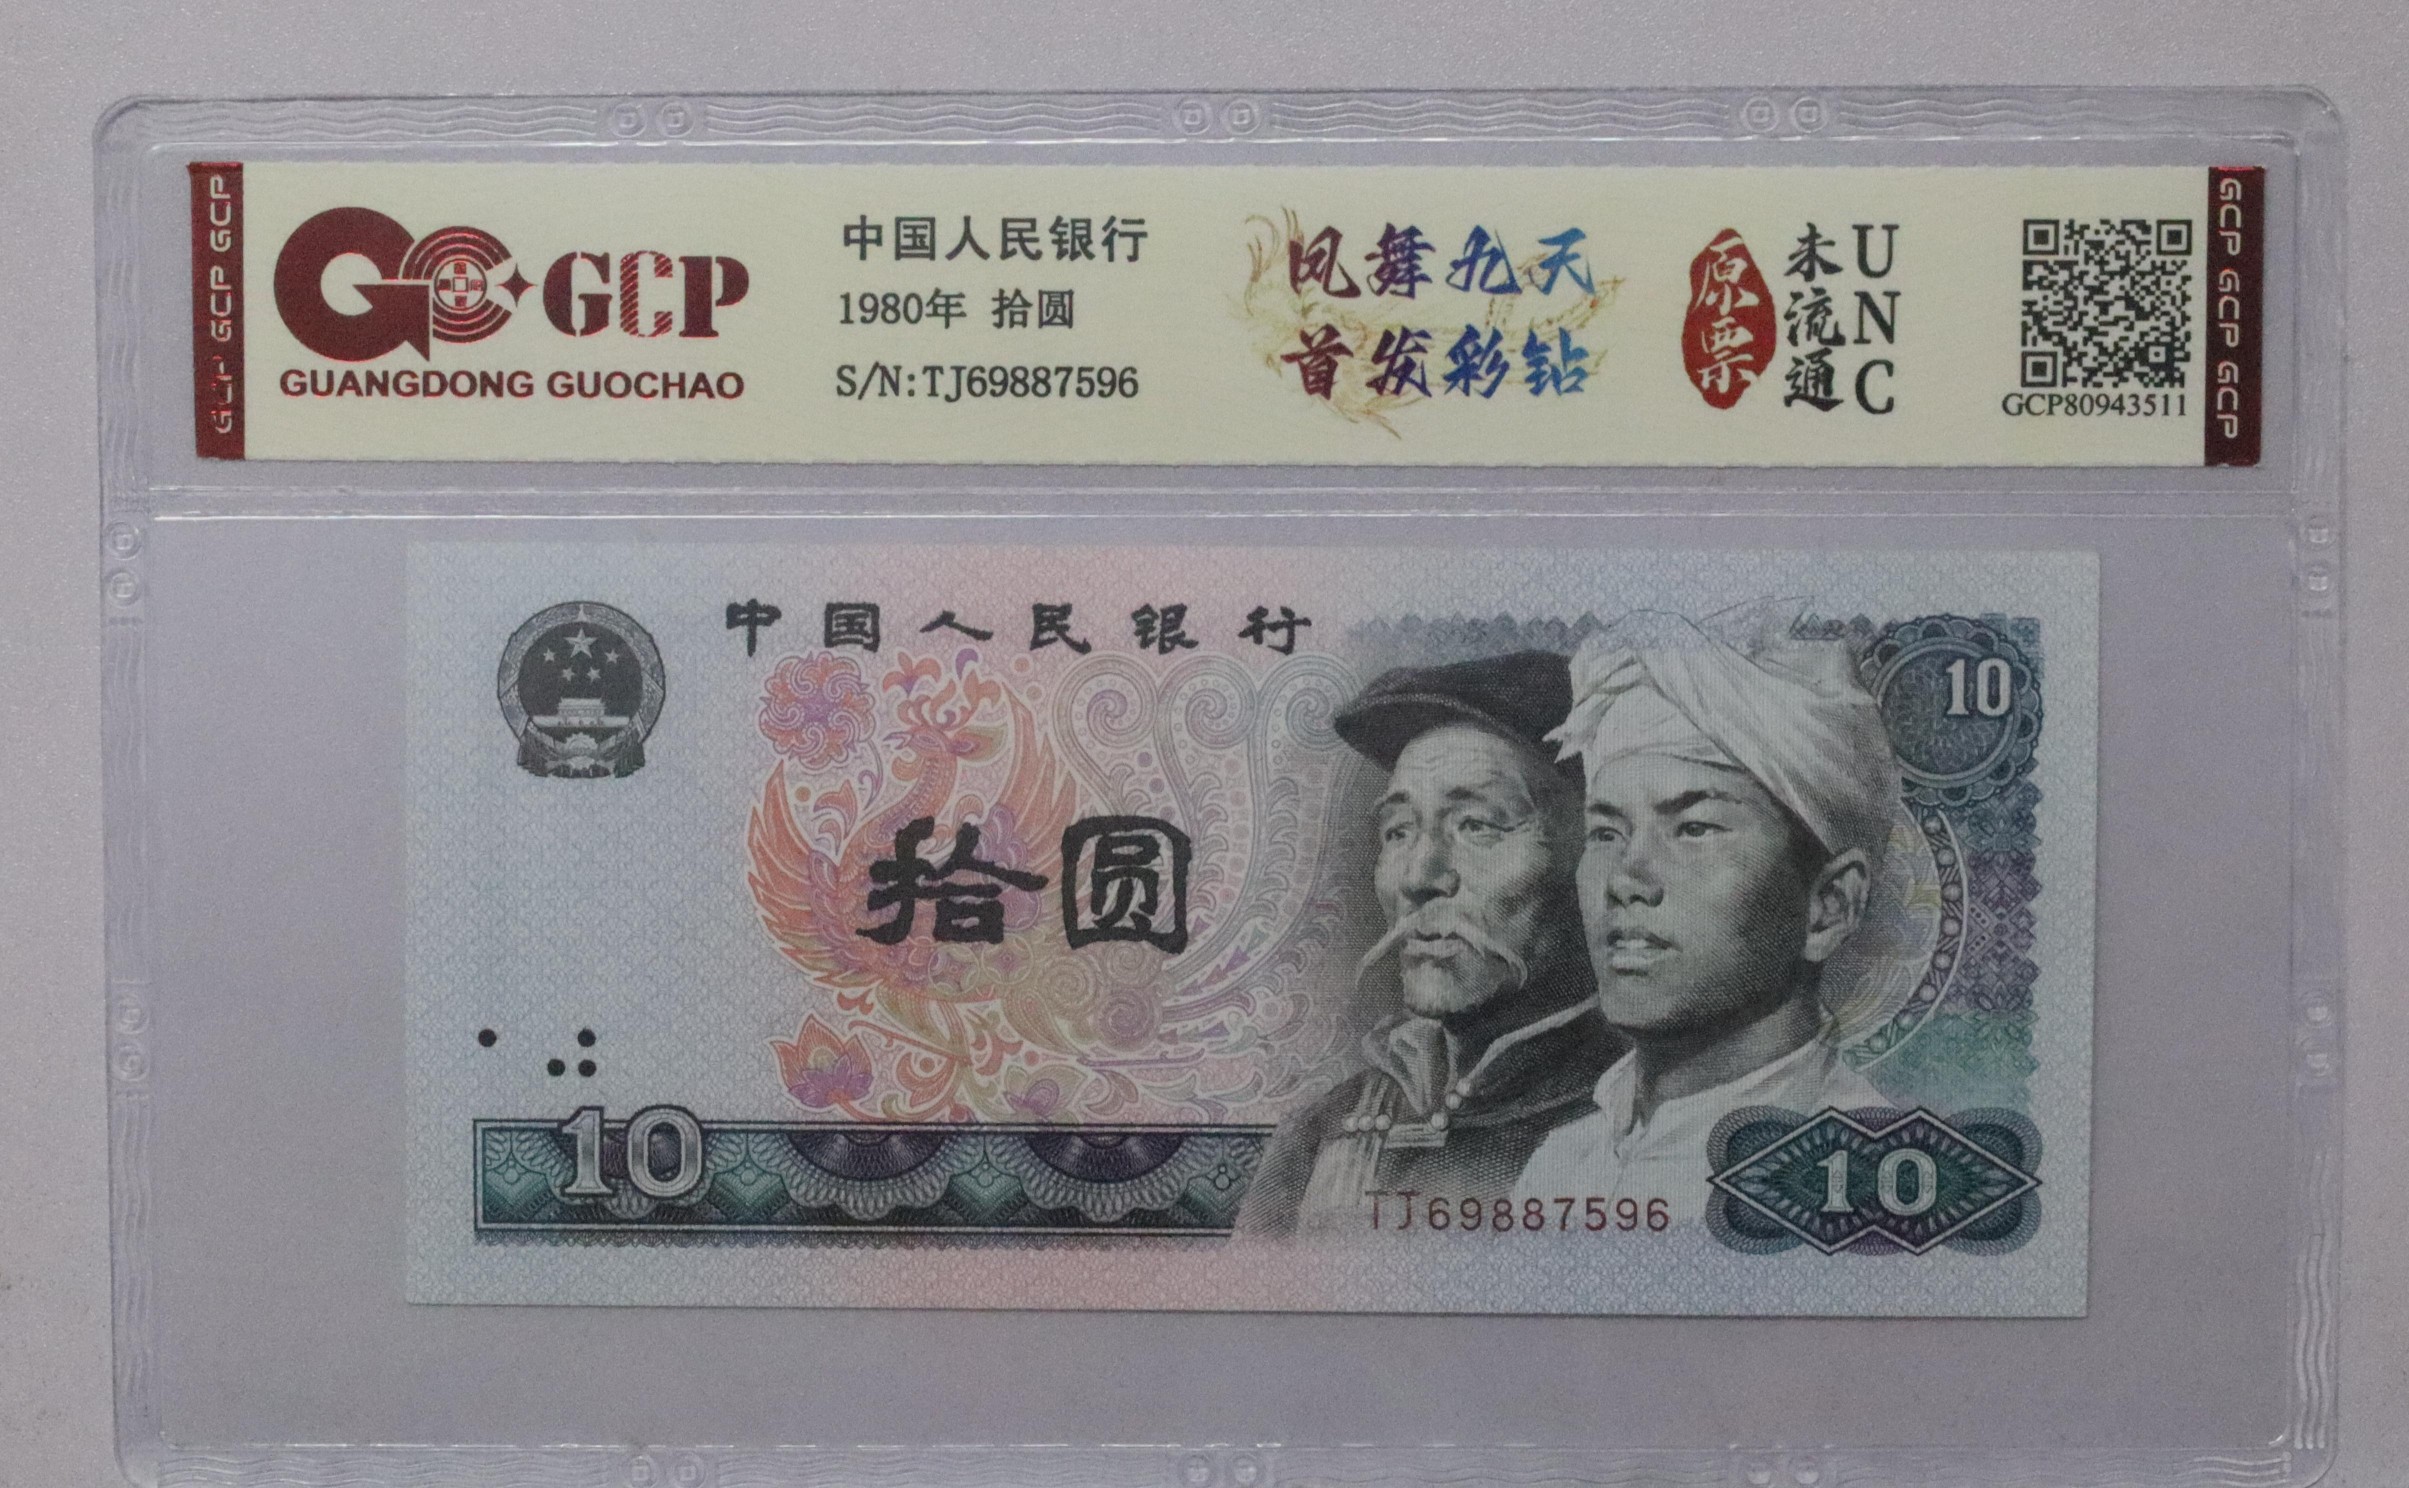 GCP GCP GCP
GCP
GUANGDONG GUOCHAO
中国人民银行
1980年 拾圆
S/N:TJ69887596
凤舞九天
首发彩钻
原票
未流通
UNC
GCP80943511
GCP GCP GCP
中国人民银行
10
拾圆
10
TJ69887596
10